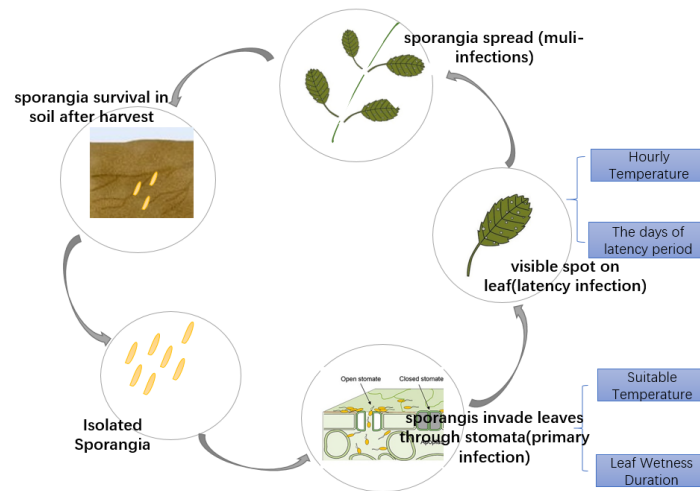 sporangia spread (muli-
infections)
sporangia survival in
soil after harvest
Hourly
Temperature
The days of
latency period
visible spot on
leaf(latency infection)
Suitable
Temperature
Leaf Wetness
Duration
Open stomate
Closed stomate
sporangis invade leaves
through stomata(primary
infection)
Isolated
Sporangia